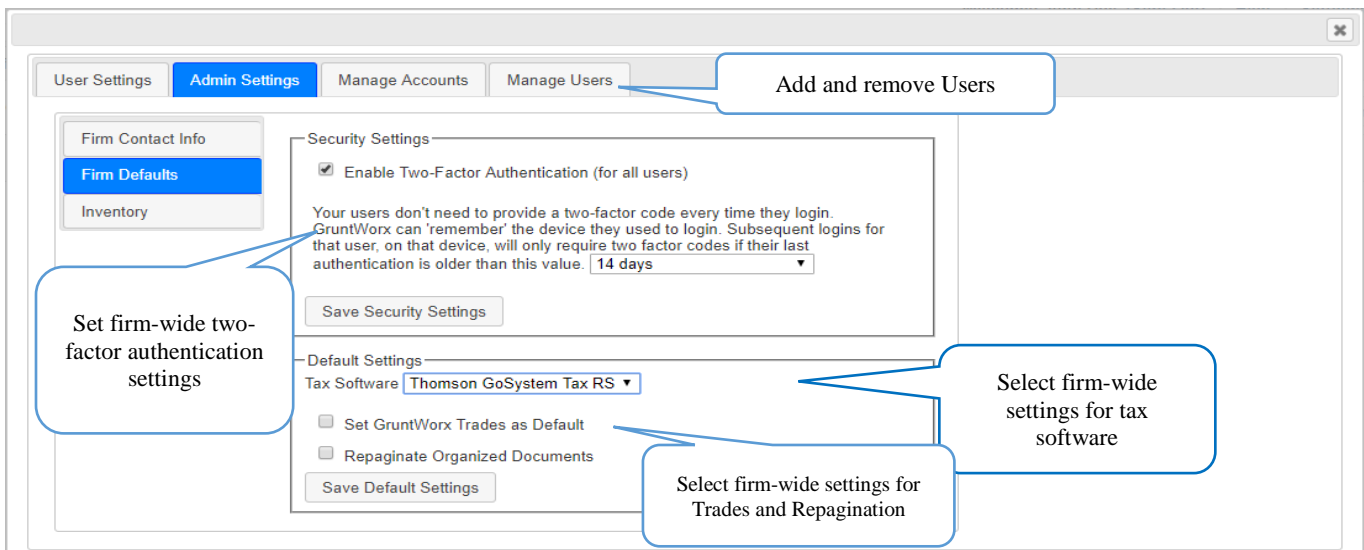 User Settings
Admin Settings
Manage Accounts
Manage Users
Add and remove Users
Firm Contact Info
Firm Defaults
Inventory
Security Settings
Enable Two-Factor Authentication (for all users)
Your users don't need to provide a two-factor code every time they login.
GruntWorx can 'remember' the device they used to login. Subsequent logins for
that user, on that device, will only require two factor codes if their last
authentication is older than this value. 14 days
Save Security Settings
Set firm-wide two-
factor authentication
settings
Default Settings
Tax Software Thomson GoSystem Tax RS
Set GruntWorx Trades as Default
Repaginate Organized Documents
Save Default Settings
Select firm-wide
settings for tax
software
Select firm-wide settings for
Trades and Repagination